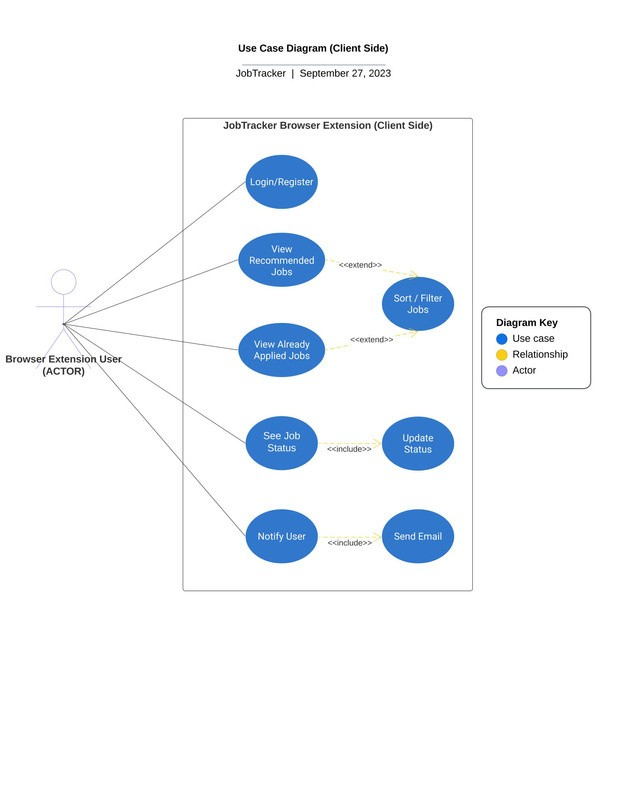 Use Case Diagram (Client Side)
JobTracker | September 27, 2023
JobTracker Browser Extension (Client Side)
Login/Register
View
Recommended
Jobs
<<extend>>
Sort / Filter
Jobs
View Already
Applied Jobs
<<extend>>
Browser Extension User
(ACTOR)
See Job
Status
<<include>>
Update
Status
Notify User
<<include>>
Send Email
Diagram Key
Use case
Relationship
Actor